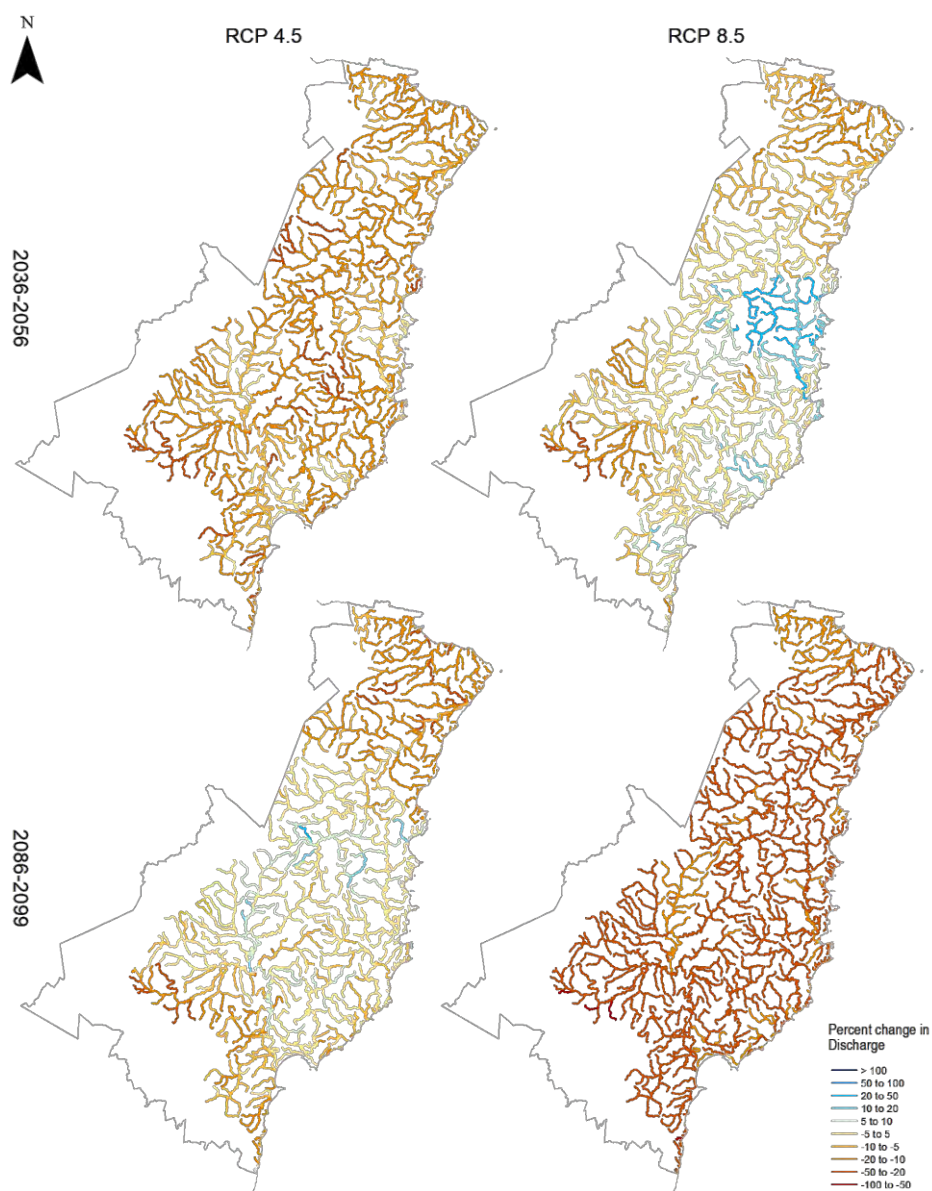 N
RCP 4.5
RCP 8.5
2036-2056
2086-2099
Percent change in
Discharge
> 100
50 to 100
20 to 50
10 to 20
5 to 10
-5 to 5
-10 to -5
-20 to -10
-50 to -20
-100 to -50